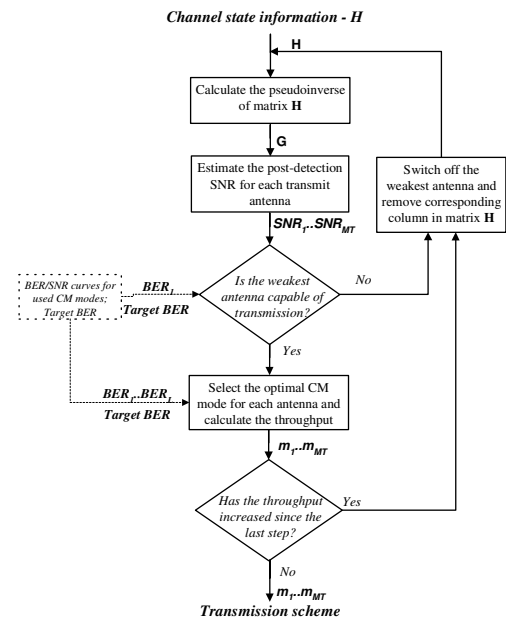 Channel state information - H
H
Calculate the pseudoinverse
of matrix H
G
Estimate the post-detection
SNR for each transmit
antenna
SNR1..SNRMT
Switch off the
weakest antenna and
remove corresponding
column in matrix H
Is the weakest
antenna capable of
transmission?
No
Yes
BER/SNR curves for
used CM modes;
Target BER
BER1
Target BER
BER1..BER1
Target BER
Select the optimal CM
mode for each antenna and
calculate the throughput
m1..mMT
Has the throughput
increased since the
last step?
Yes
No
m1..mMT
Transmission scheme